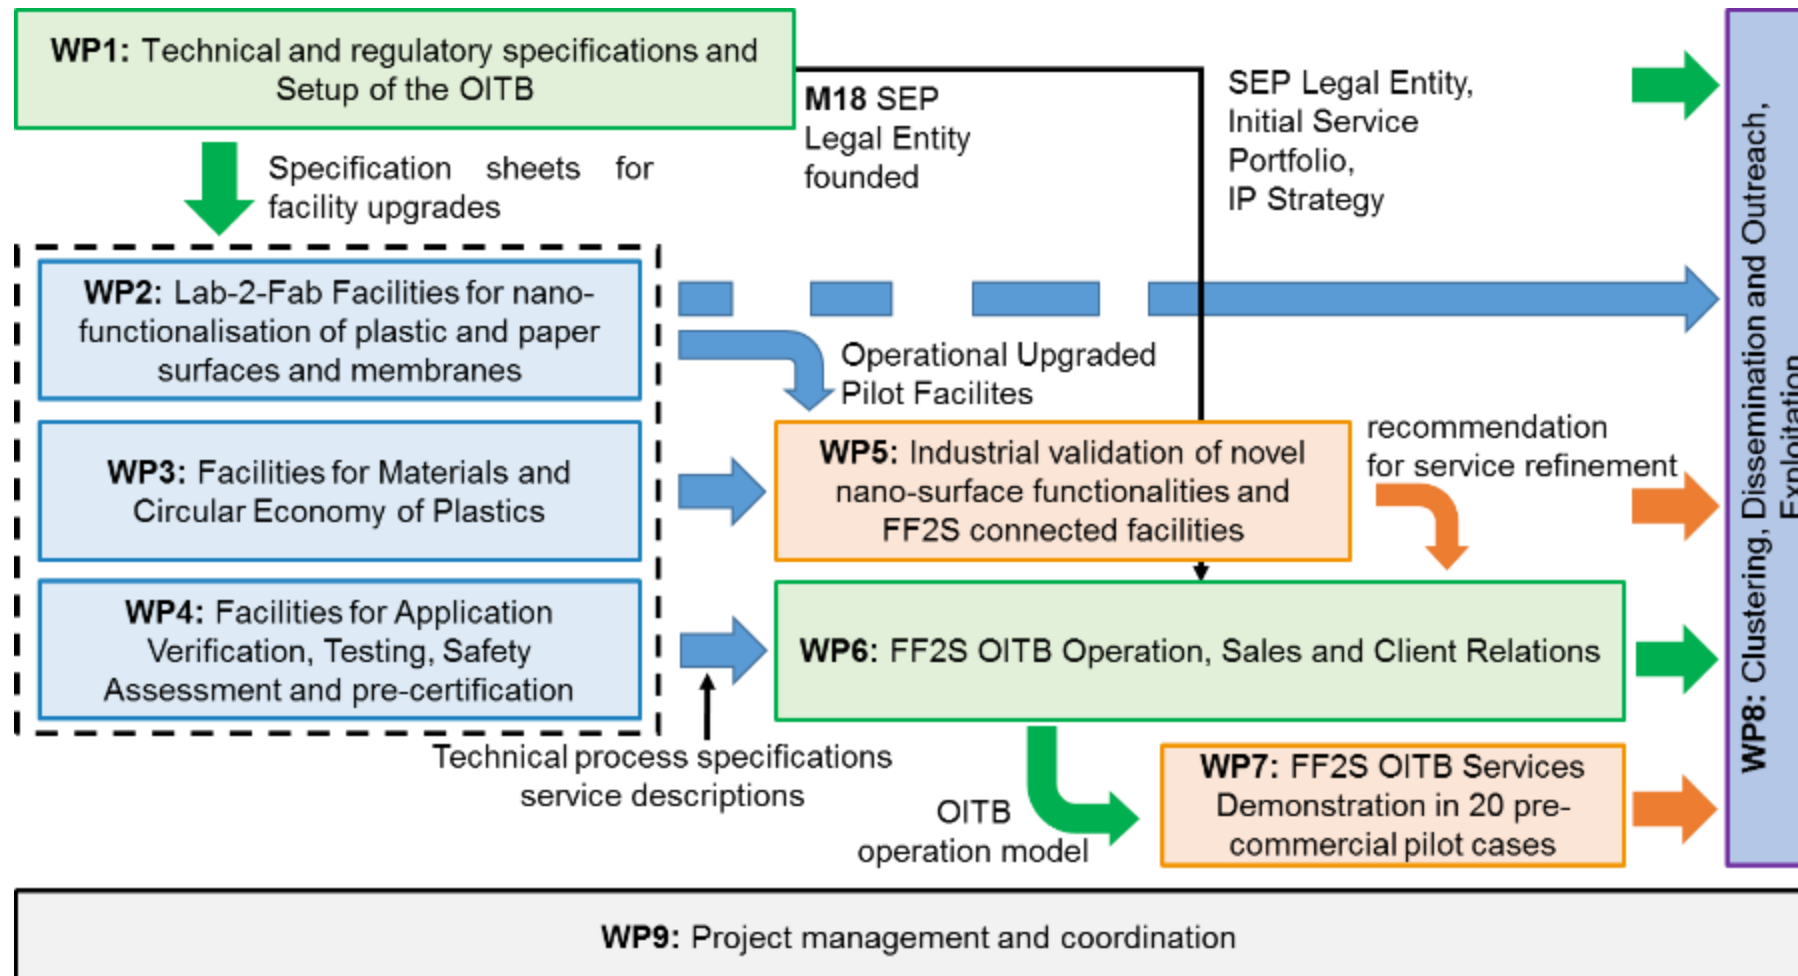 WP1: Technical and regulatory specifications and
Setup of the OITB
M18 SEP
Legal Entity
founded
SEP Legal Entity,
Initial Service
Portfolio,
IP Strategy
Specification sheets for
facility upgrades
WP2: Lab-2-Fab Facilities for nano-
functionalisation of plastic and paper
surfaces and membranes
Operational Upgraded
Pilot Facilites
WP3: Facilities for Materials and
Circular Economy of Plastics
WP5: Industrial validation of novel
nano-surface functionalities and
FF2S connected facilities
recommendation
for service refinement
WP4: Facilities for Application
Verification, Testing, Safety
Assessment and pre-certification
WP6: FF2S OITB Operation, Sales and Client Relations
Technical process specifications
service descriptions
OITB
operation model
WP7: FF2S OITB Services
Demonstration in 20 pre-
commercial pilot cases
WP8: Clustering, Dissemination and Outreach,
Exploitation
WP9: Project management and coordination